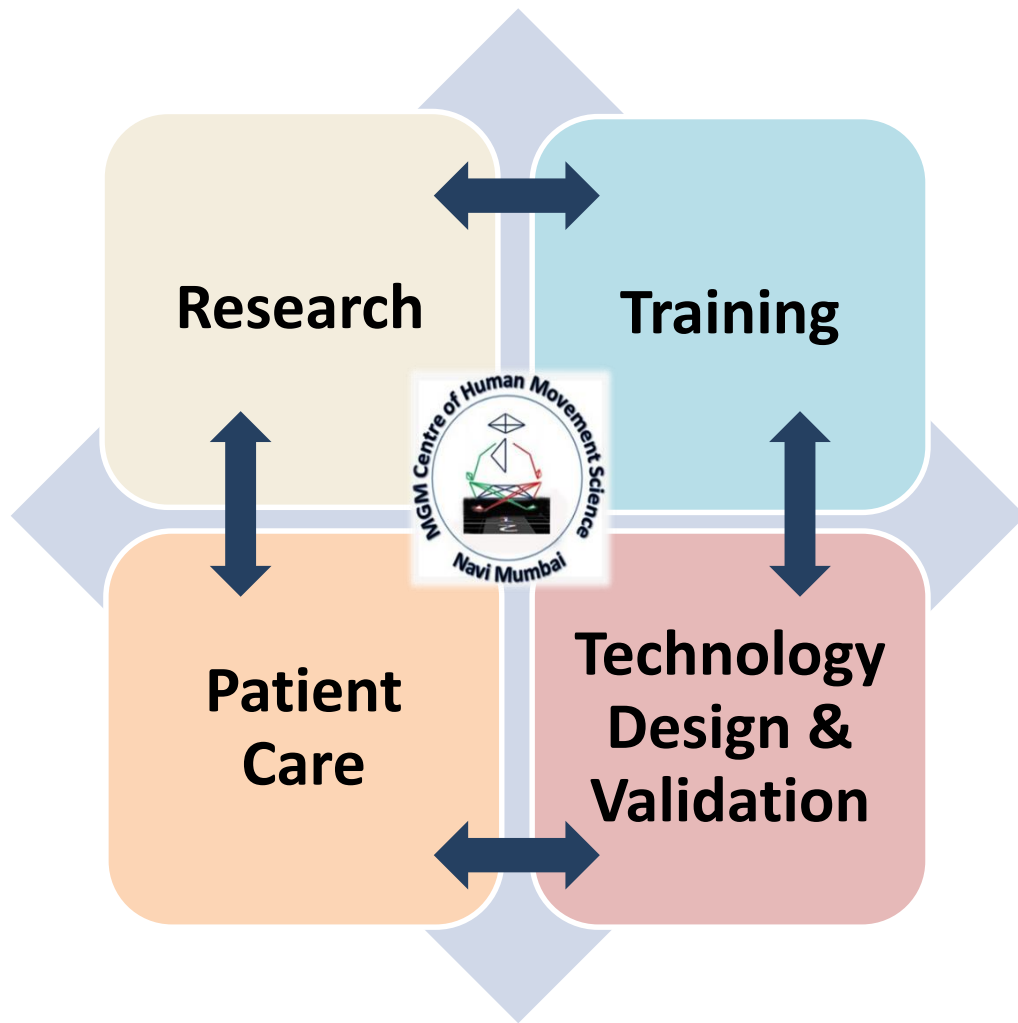 Research
Training
MGM Centre of Human Movement Science
Navi Mumbai
Patient
Care
Technology
Design &
Validation